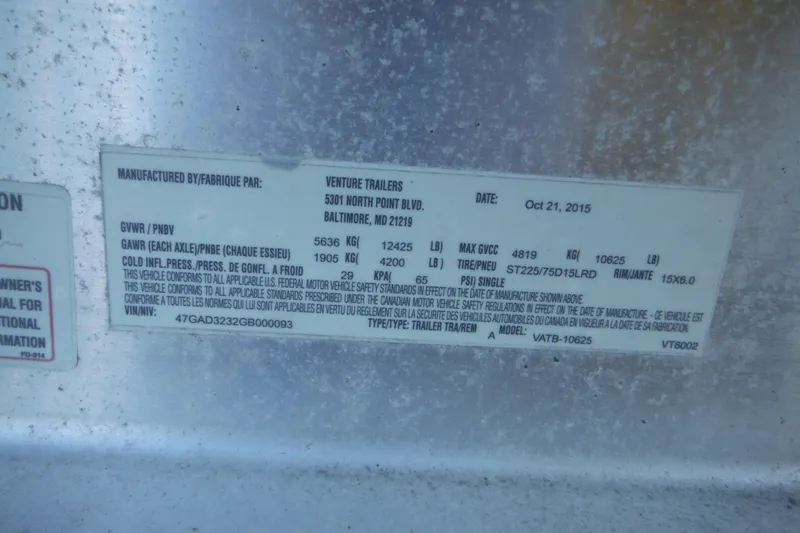 ON
OWNER'S
AL FOR
TIONAL
RMATION
PD-914
MANUFACTURED BY/FABRIQUE PAR: VENTURE TRAILERS DATE: Oct 21, 2015
5301 NORTH POINT BLVD.
BALTIMORE, MD 21219
GVWR / PNBV 5636 KG( 12425 LB) MAX GVCC 4819 KG( 10625 LB)
GAWR (EACH AXLE)/PNBE (CHAQUE ESSIEU) 1905 KG( 4200 LB ) TIRE/PNEU ST225/75D15LRD RIM/JANTE 15X6.0
COLD INFL.PRESS./PRESS. DE GONFL. A FROID 29 KPA( 65 PSI) SINGLE
THIS VEHICLE CONFORMS TO ALL APPLICABLE U.S. FEDERAL MOTOR VEHICLE SAFETY STANDARDS IN EFFECT ON THE DATE OF MANUFACTURE SHOWN ABOVE.
THIS VEHICLE CONFORMS TO ALL APPLICABLE STANDARDS PRESCRIBED UNDER THE CANADIAN MOTOR VEHICLE SAFETY REGULATIONS IN EFFECT ON THE DATE OF MANUFACTURE - CE VEHICULE EST
CONFORME A TOUTES LES NORMES QUI LUI SONT APPLICABLES EN VERTU DU REGLEMENT SUR LA SECURITE DES VEHICULES AUTOMOBILES DU CANADA EN VIGUEUR A LA DATE DE SA FABRICATION.
VIN/NIV: 47GAD3232GB000093 TYPE/TYPE: TRAILER TRA/REM A MODEL: VATB-10625 VT6002